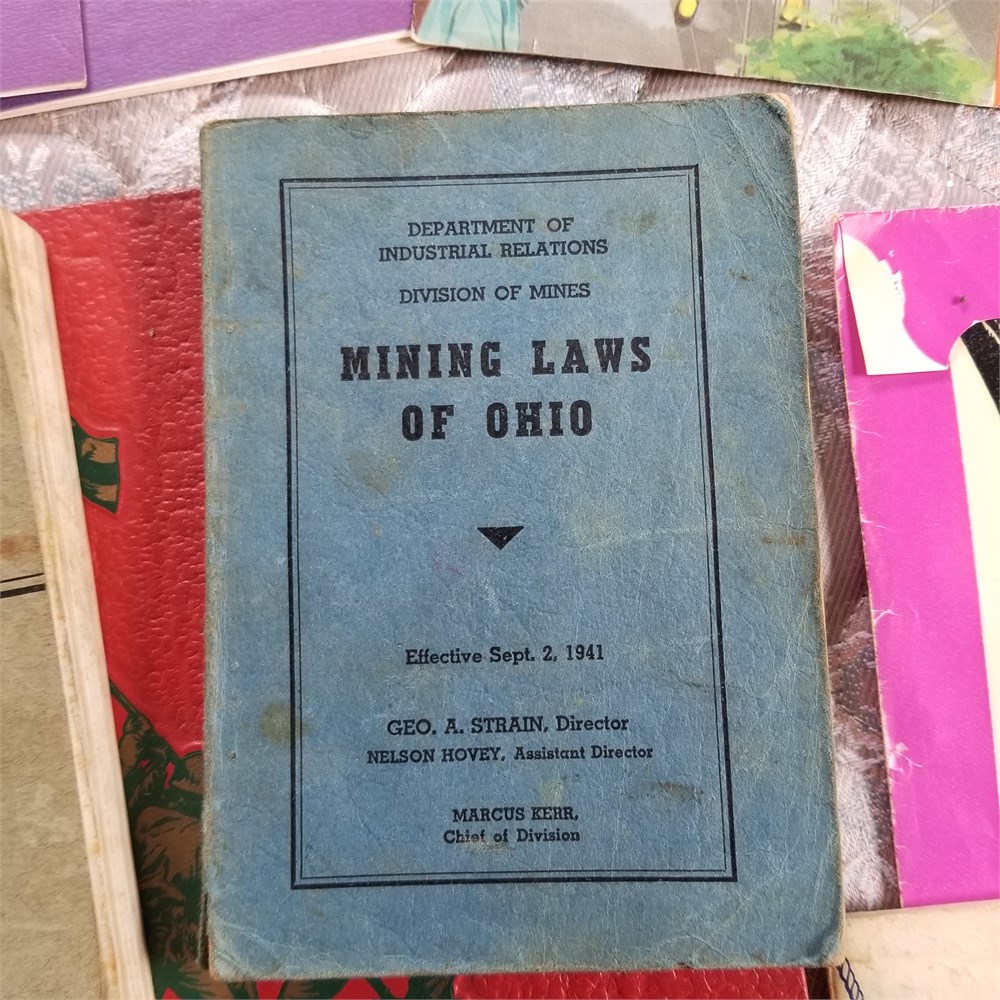 DEPARTMENT OF
INDUSTRIAL RELATIONS
DIVISION OF MINES
MINING LAWS
OF OHIO
Effective Sept. 2, 1941
GEO. A. STRAIN, Director
NELSON HOVEY, Assistant Director
MARCUS KERR,
Chief of Division